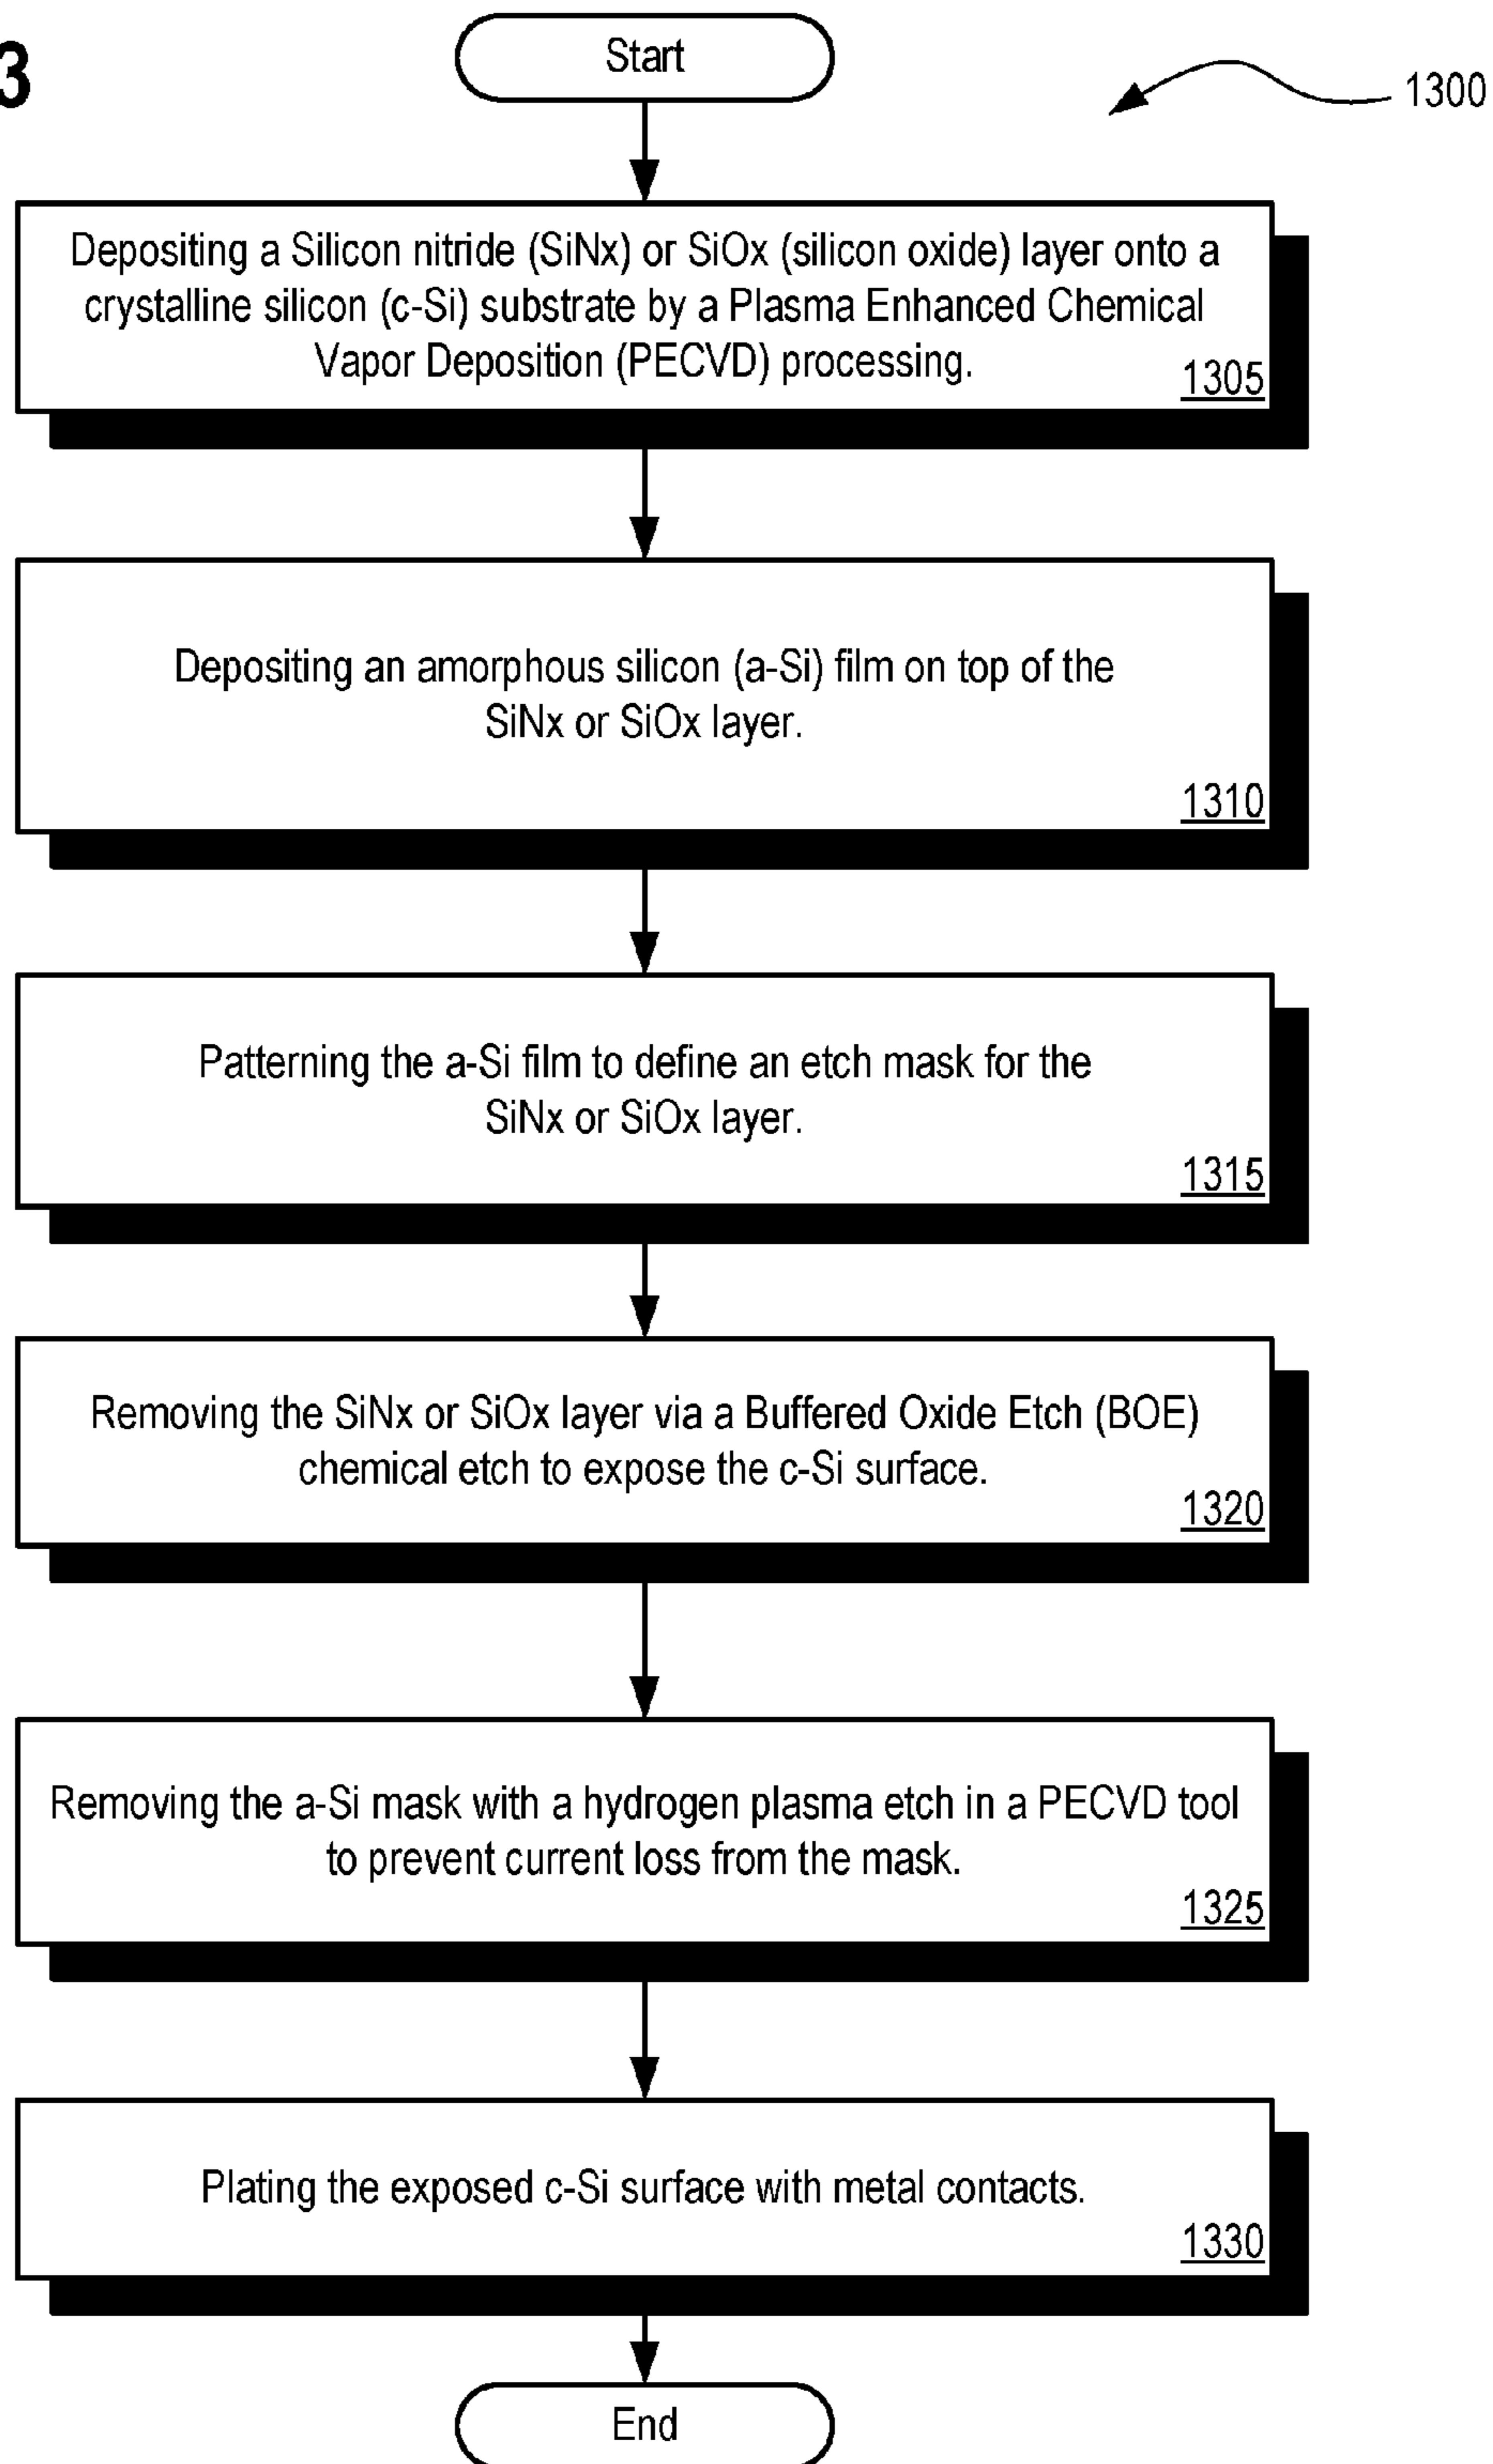 3
Start
1300
Depositing a Silicon nitride (SiNx) or SiOx (silicon oxide) layer onto a
crystalline silicon (c-Si) substrate by a Plasma Enhanced Chemical
Vapor Deposition (PECVD) processing.
1305
Depositing an amorphous silicon (a-Si) film on top of the
SiNx or SiOx layer.
1310
Patterning the a-Si film to define an etch mask for the
SiNx or SiOx layer.
1315
Removing the SiNx or SiOx layer via a Buffered Oxide Etch (BOE)
chemical etch to expose the c-Si surface.
1320
Removing the a-Si mask with a hydrogen plasma etch in a PECVD tool
to prevent current loss from the mask.
1325
Plating the exposed c-Si surface with metal contacts.
1330
End